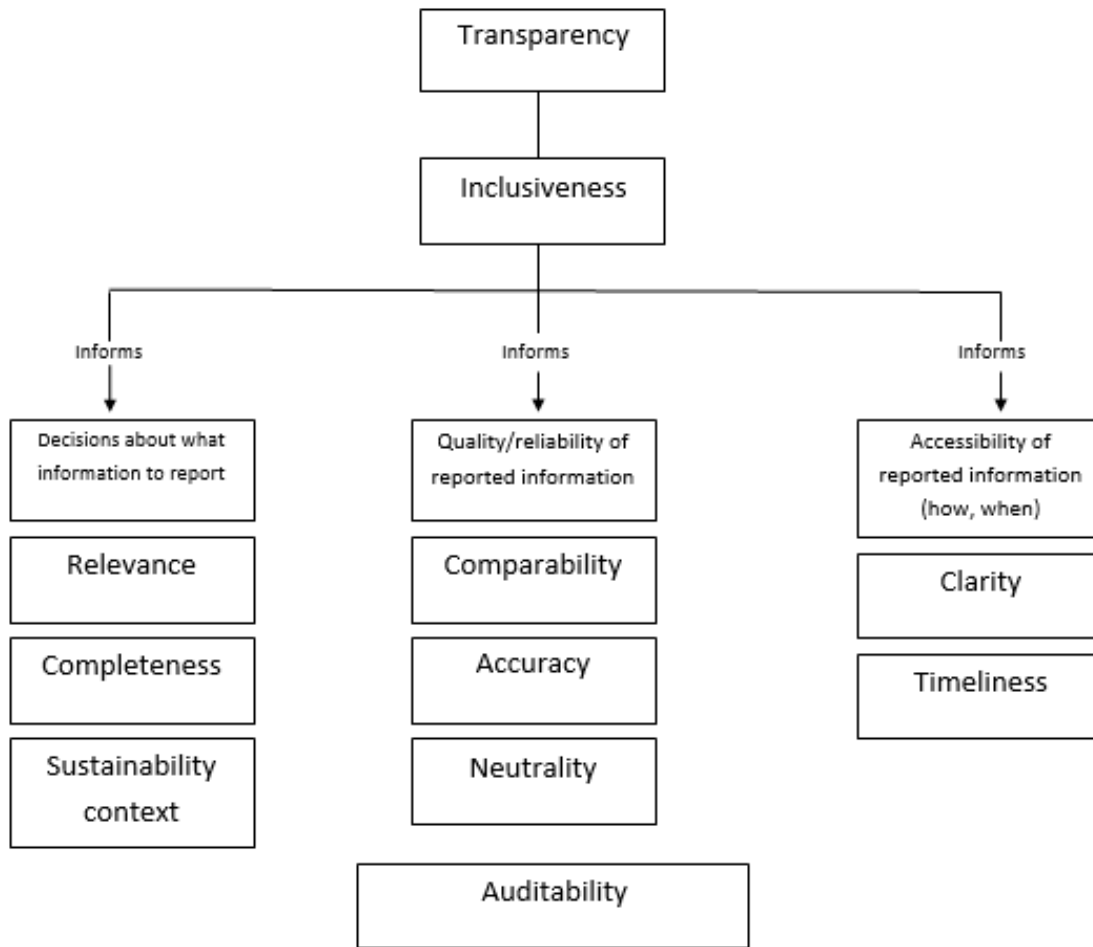 Transparency
Inclusiveness
Informs
Informs
Informs
Decisions about what
information to report
Quality/reliability of
reported information
Accessibility of
reported information
(how, when)
Relevance
Comparability
Clarity
Completeness
Accuracy
Timeliness
Sustainability
context
Neutrality
Auditability